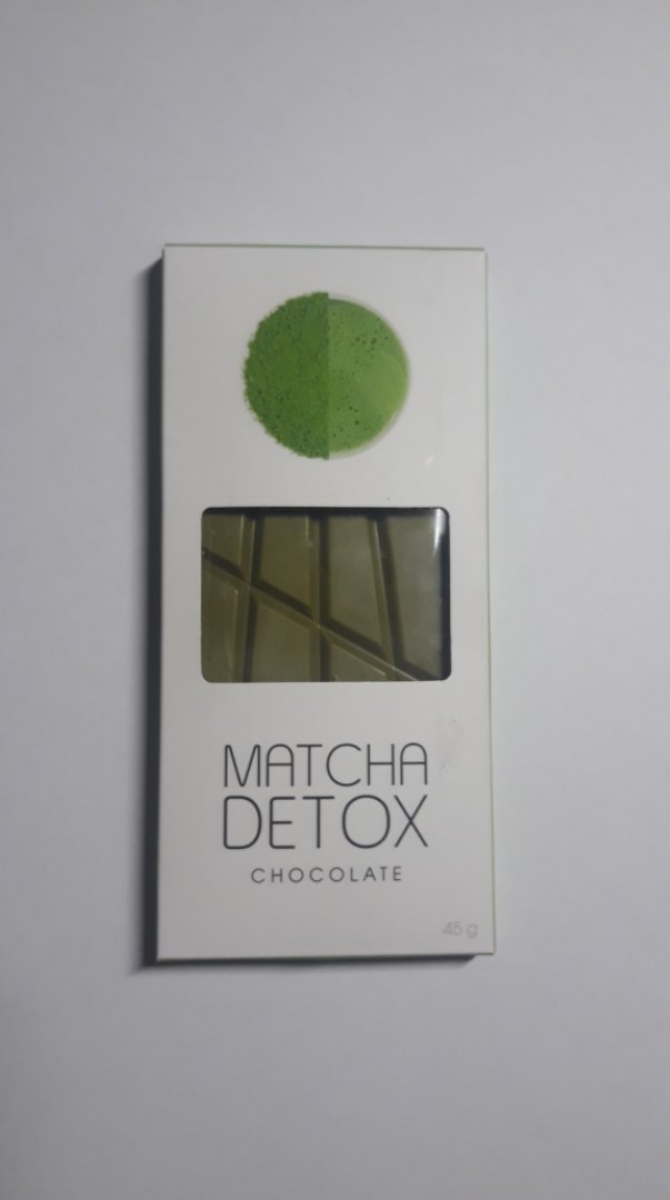 MATCHA
DETOX
CHOCOLATE
45 g